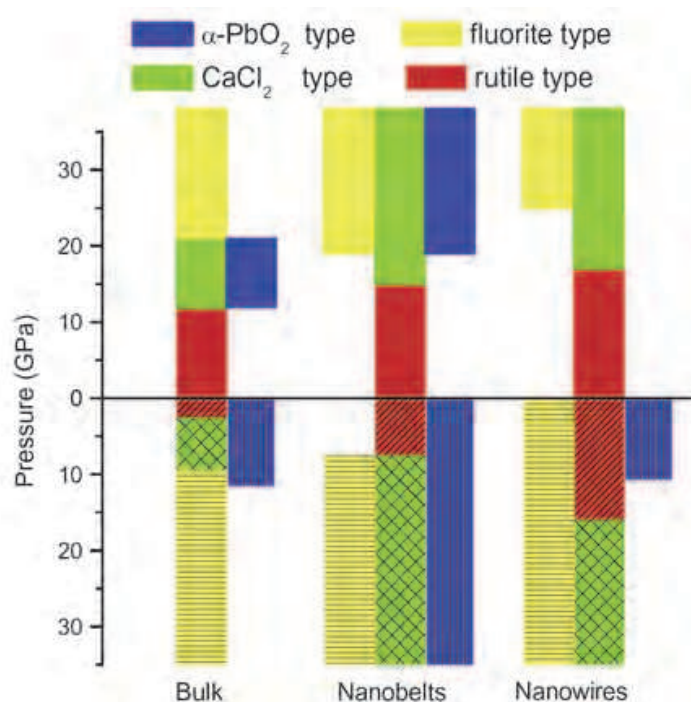 α-PbO₂ type
fluorite type
CaCl₂ type
rutile type
Pressure (GPa)
30
20
10
0
10
20
30
Bulk
Nanobelts
Nanowires